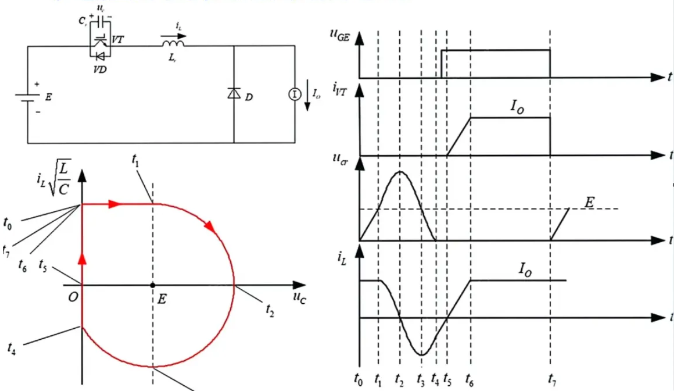 u_r
C_r + −
VT
i_L
L_r
VD
+
E
−
D
I
I_O
i_L √(L/C)
t_1
t_0
t_7
t_6
t_5
O
E
u_C
t_2
t_4
u_GE
t
i_VT
I_O
t
u_cr
E
t
i_L
I_O
t
t_0 t_1 t_2 t_3 t_4 t_5 t_6 t_7